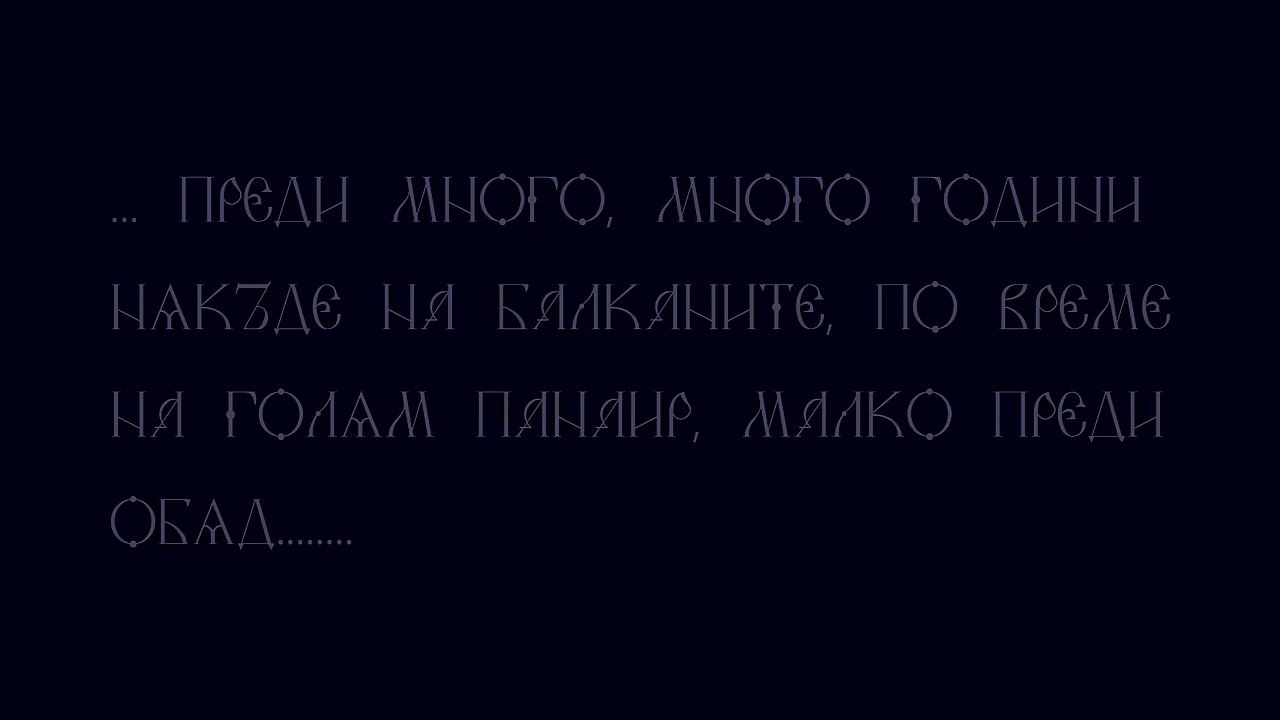 ... ПРЕДИ МНОГО, МНОГО ГОДИНИ
НЯКЪДЕ НА БАЛКАНИТЕ, ПО ВРЕМЕ
НА ГОЛЯМ ПАНАИР, МАЛКО ПРЕДИ
ОБЯД........